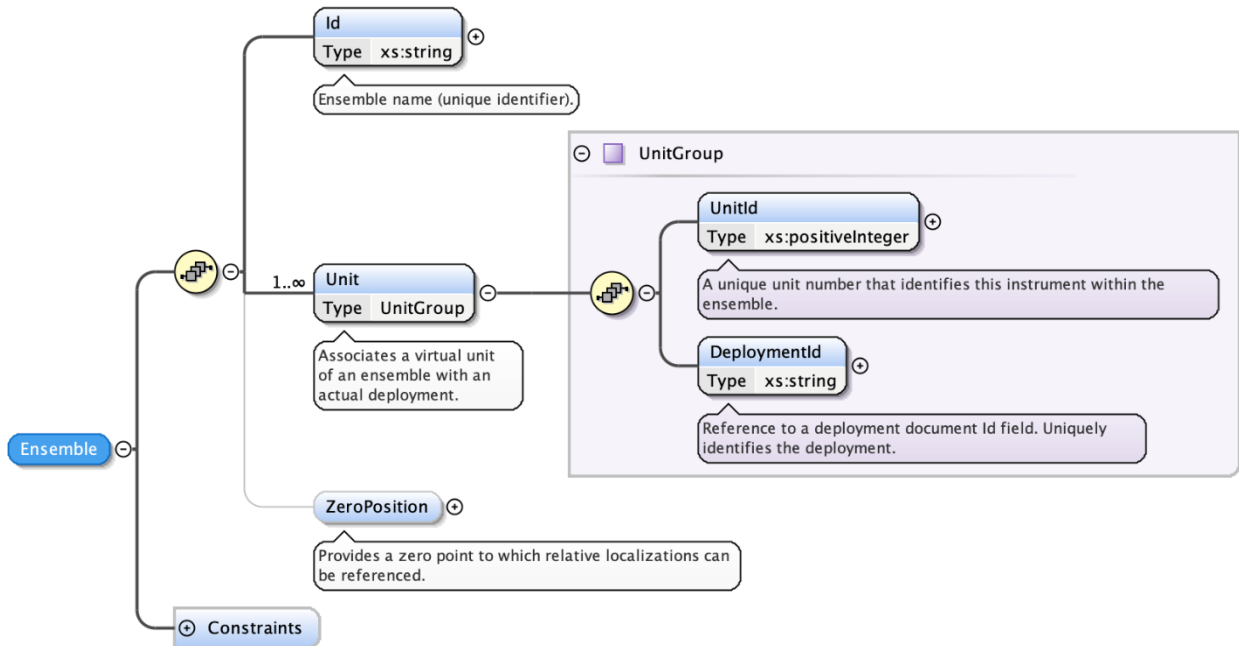 Id
Type xs:string
Ensemble name (unique identifier).
UnitGroup
UnitId
Type xs:positiveInteger
A unique unit number that identifies this instrument within the
ensemble.
1..∞
Unit
Type UnitGroup
Associates a virtual unit
of an ensemble with an
actual deployment.
DeploymentId
Type xs:string
Reference to a deployment document Id field. Uniquely
identifies the deployment.
Ensemble
ZeroPosition
Provides a zero point to which relative localizations can
be referenced.
Constraints